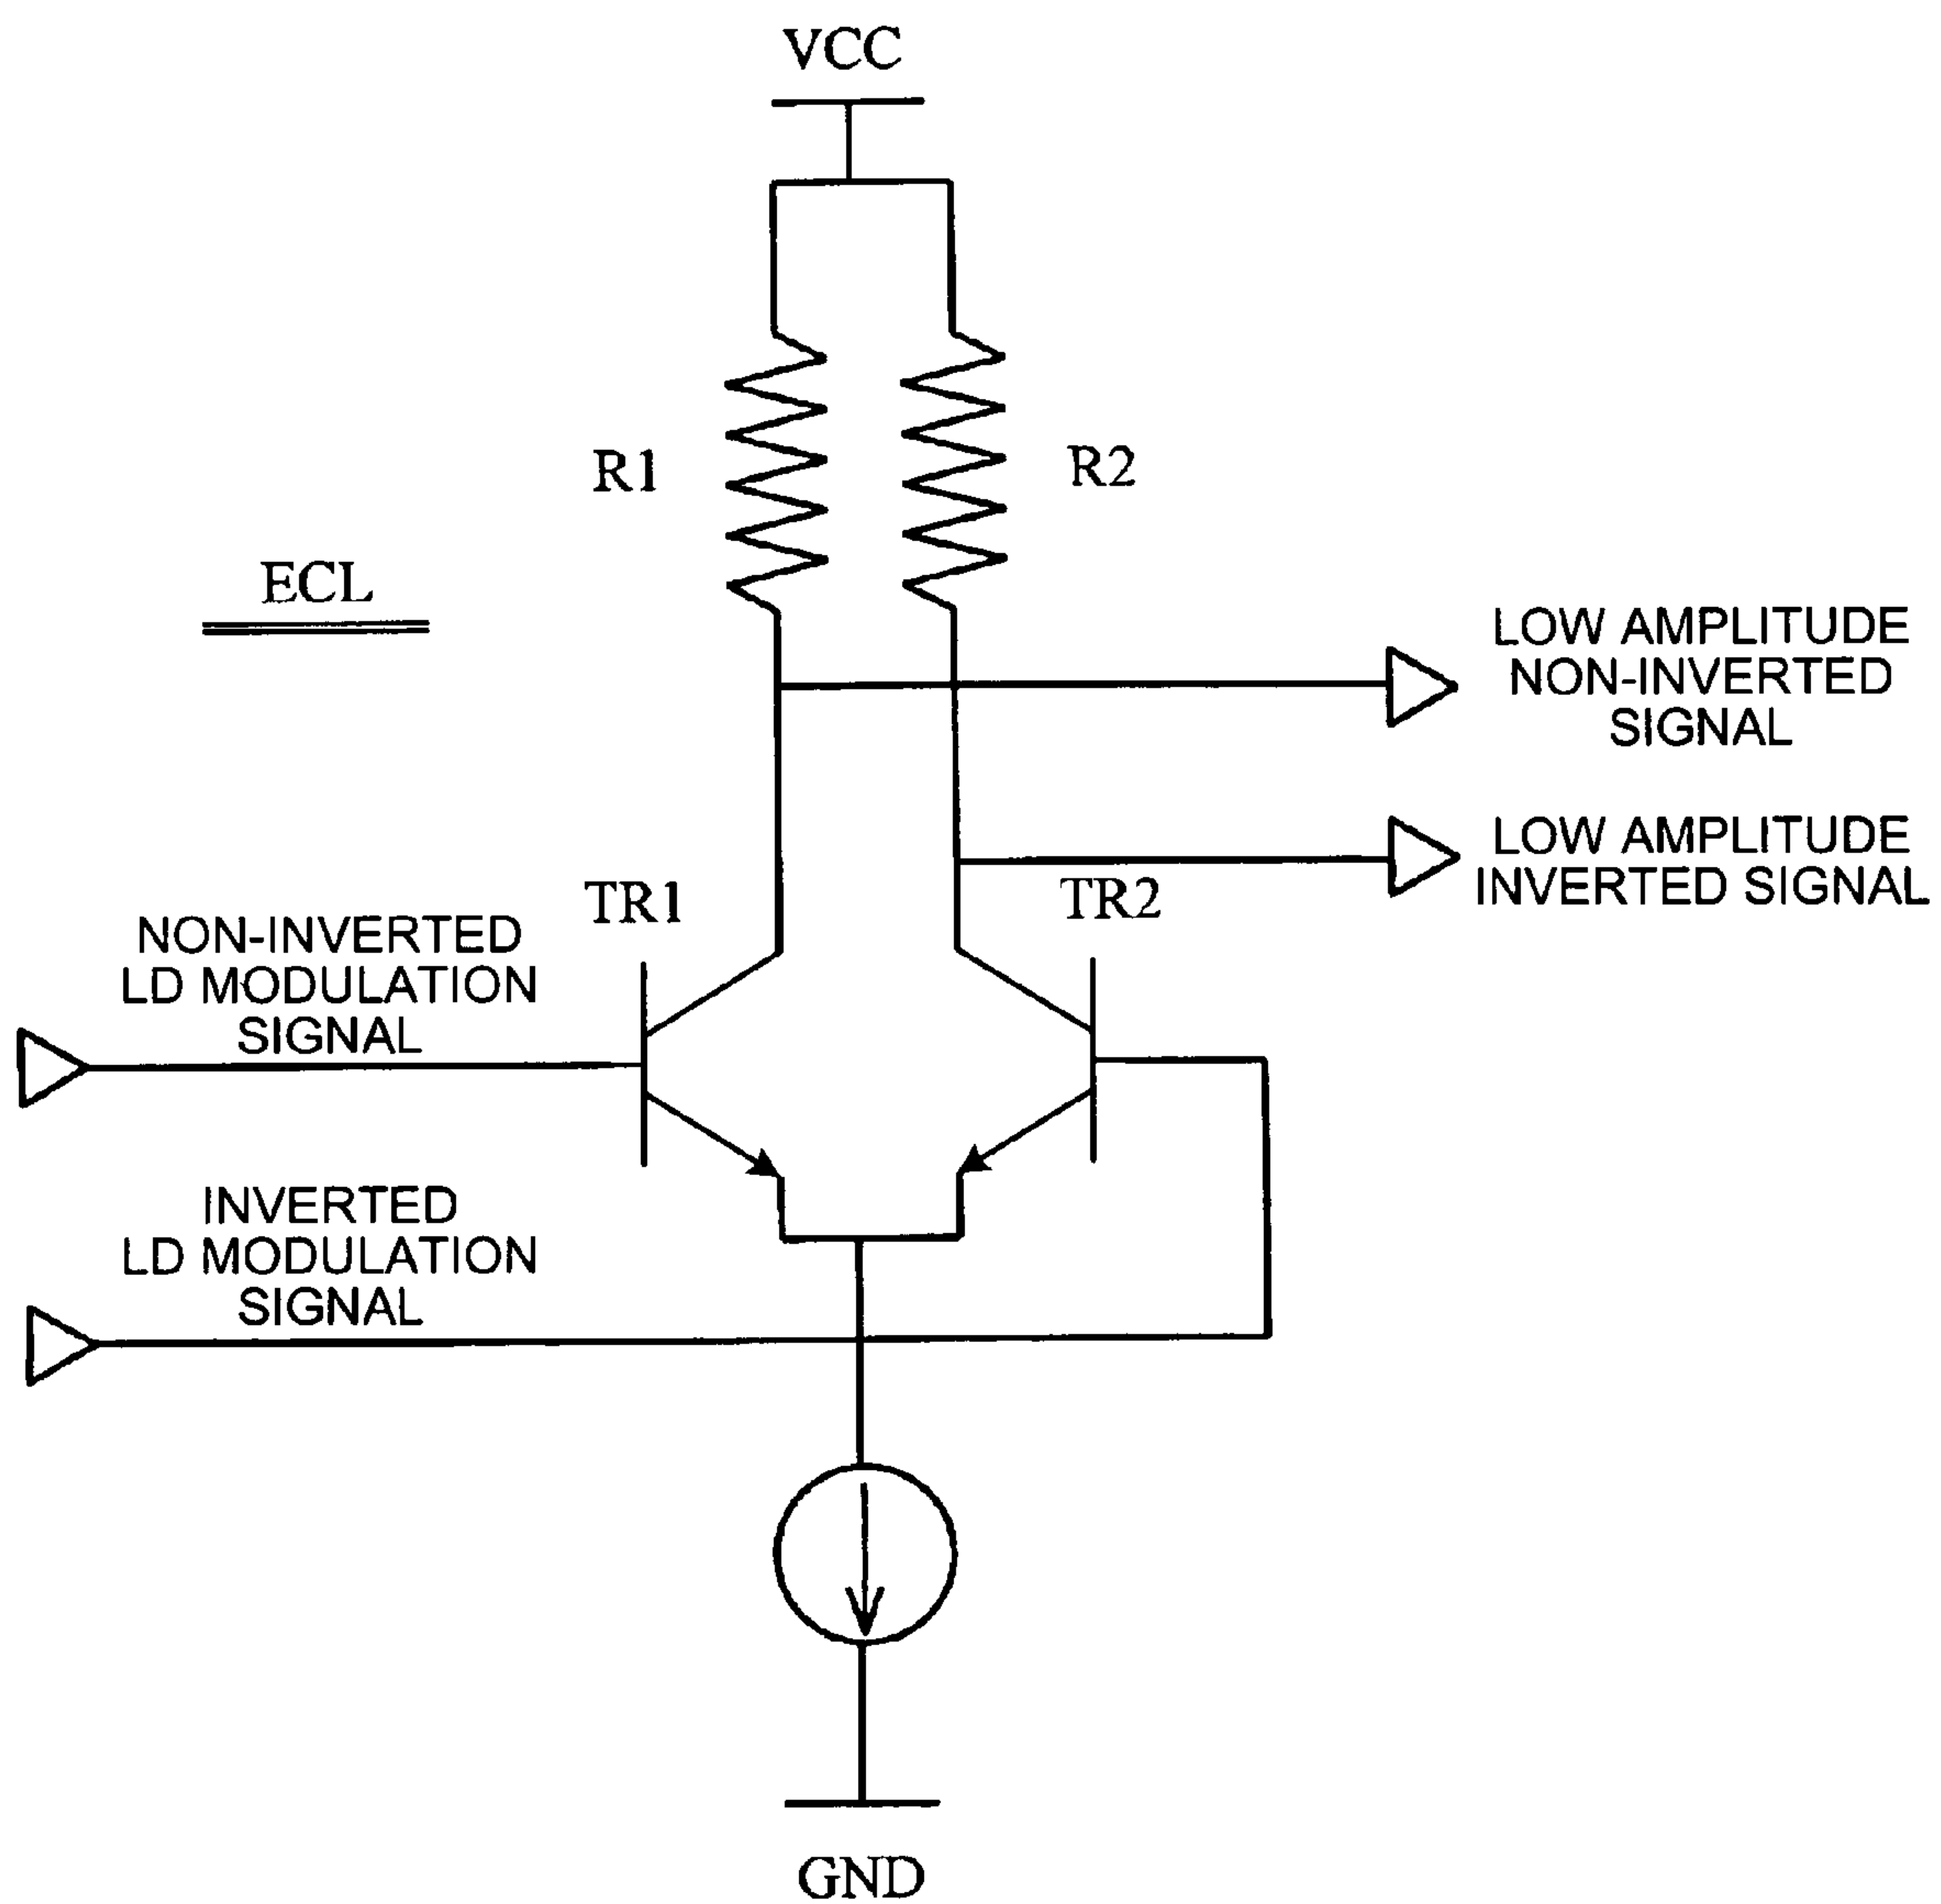 VCC
R1
R2
ECL
LOW AMPLITUDE
NON-INVERTED
SIGNAL
LOW AMPLITUDE
INVERTED SIGNAL
TR1
TR2
NON-INVERTED
LD MODULATION
SIGNAL
INVERTED
LD MODULATION
SIGNAL
GND